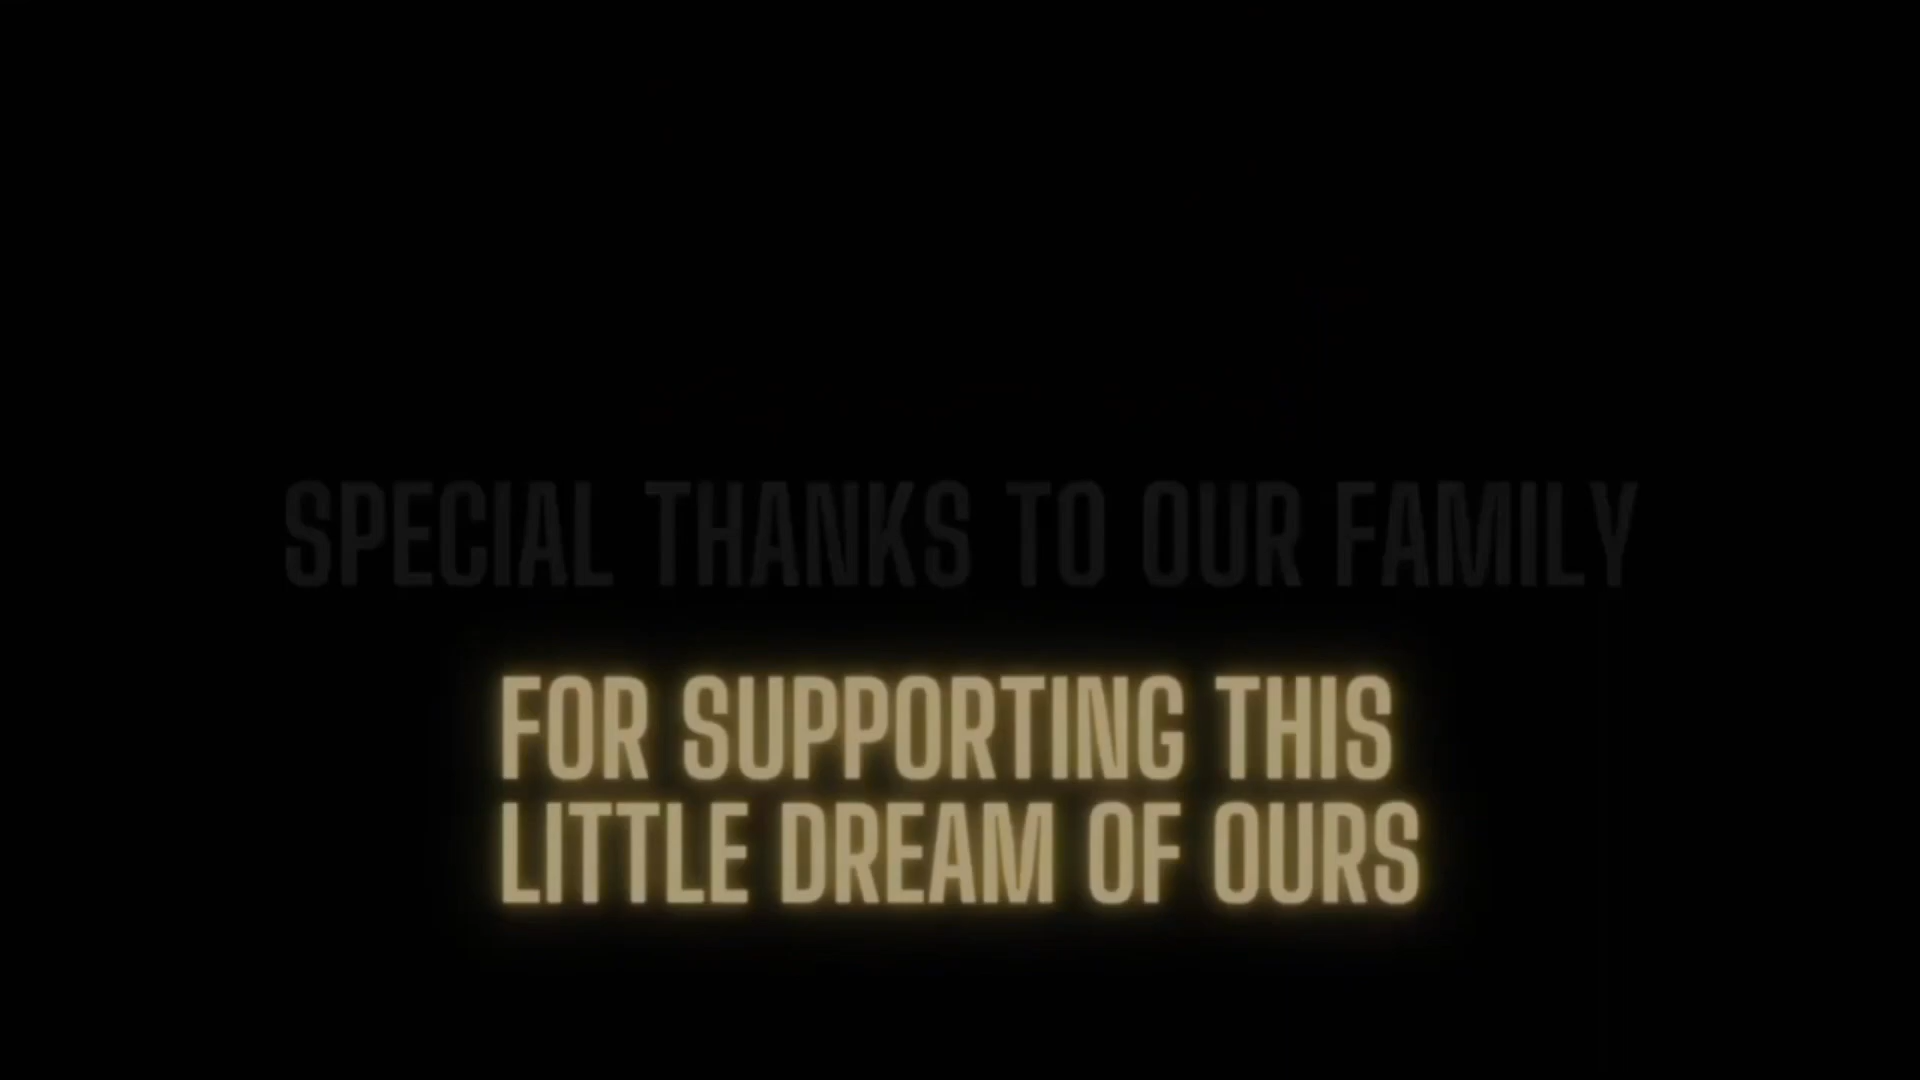 SPECIAL THANKS TO OUR FAMILY
FOR SUPPORTING THIS
LITTLE DREAM OF OURS